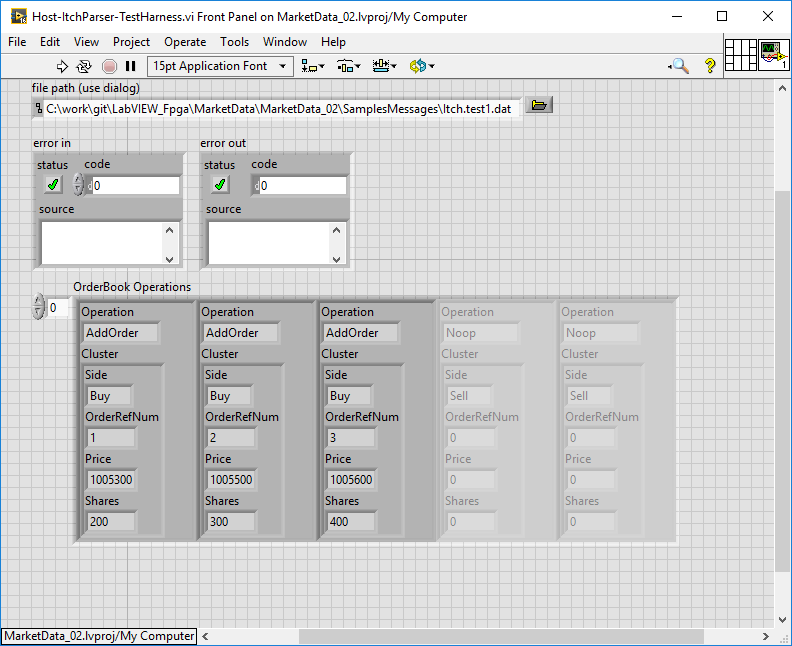 Host-ItchParser-TestHarness.vi Front Panel on MarketData_02.lvproj/My Computer
File Edit View Project Operate Tools Window Help
15pt Application Font
1
file path (use dialog)
C:\work\git\LabVIEW_Fpga\MarketData\MarketData_02\SamplesMessages\Itch.test1.dat
error in error out
status code status code
0 0
source source
OrderBook Operations
0
Operation Operation Operation Operation Operation
AddOrder AddOrder AddOrder Noop Noop
Cluster Cluster Cluster Cluster Cluster
Side Side Side Side Side
Buy Buy Buy Sell Sell
OrderRefNum OrderRefNum OrderRefNum OrderRefNum OrderRefNum
1 2 3 0 0
Price Price Price Price Price
1005300 1005500 1005600 0 0
Shares Shares Shares Shares Shares
200 300 400 0 0
MarketData_02.lvproj/My Computer